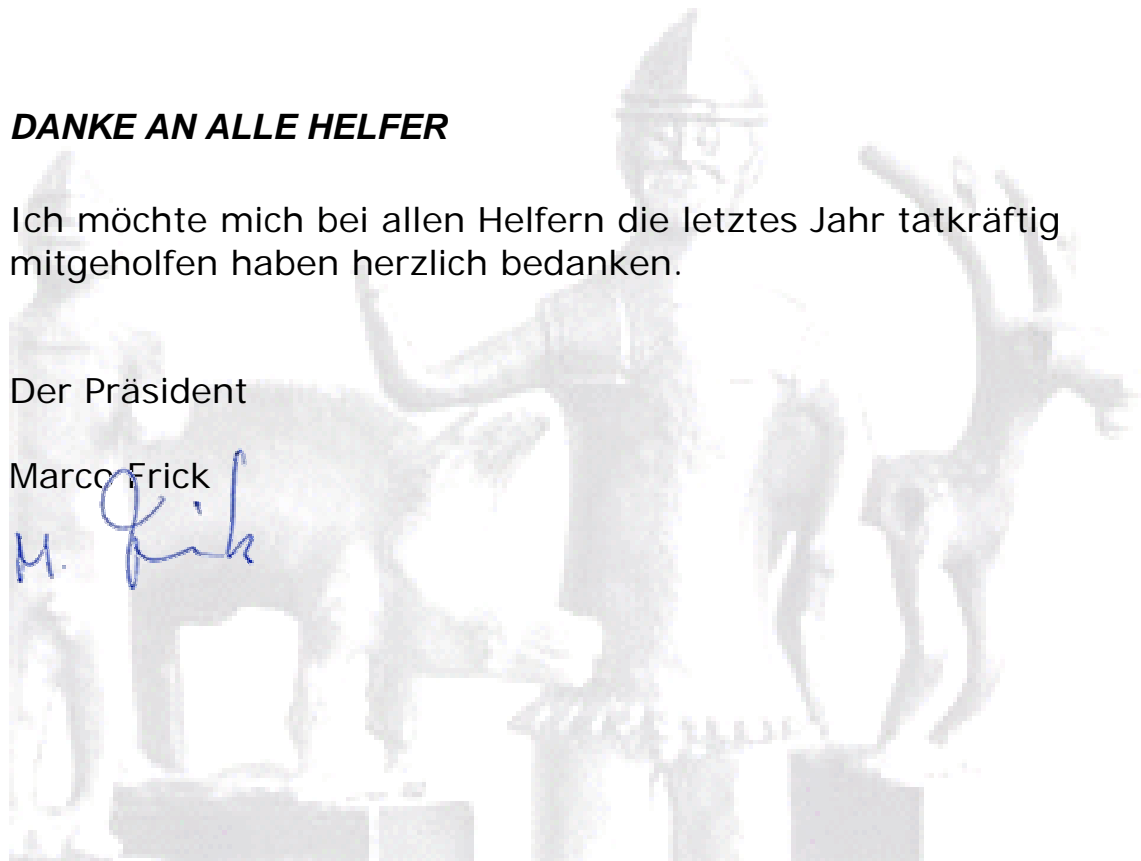 DANKE AN ALLE HELFER
Ich möchte mich bei allen Helfern die letztes Jahr tatkräftig
mitgeholfen haben herzlich bedanken.
Der Präsident
Marco Frick
M. Frick